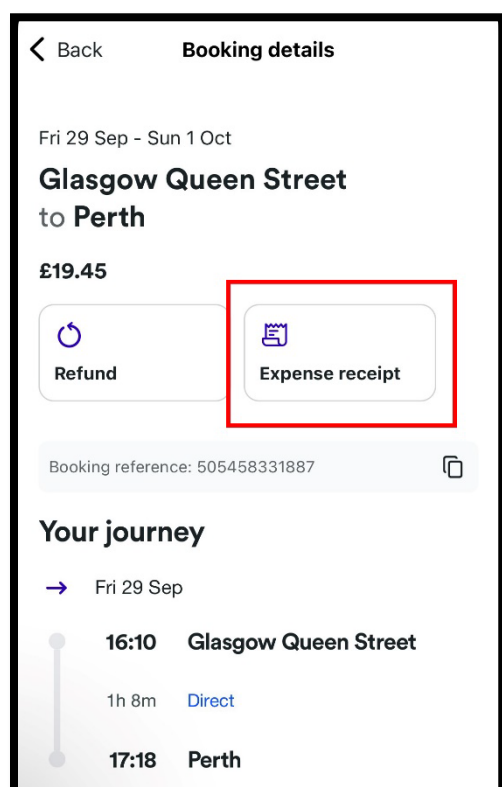 Back
Booking details
Fri 29 Sep - Sun 1 Oct
Glasgow Queen Street
to Perth
£19.45
Refund
Expense receipt
Booking reference: 505458331887
Your journey
Fri 29 Sep
16:10 Glasgow Queen Street
1h 8m Direct
17:18 Perth